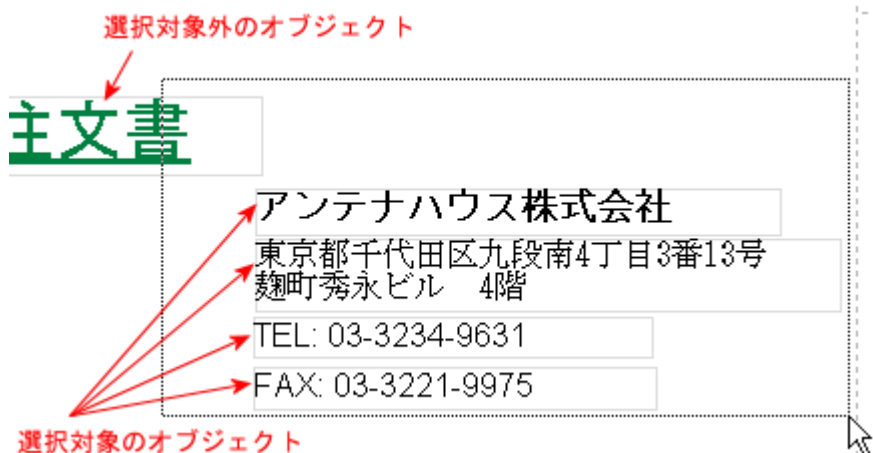 選択対象外のオブジェクト
主文書
アンテナハウス株式会社
東京都千代田区九段南4丁目3番13号
麹町秀永ビル　4階
TEL: 03-3234-9631
FAX: 03-3221-9975
選択対象のオブジェクト